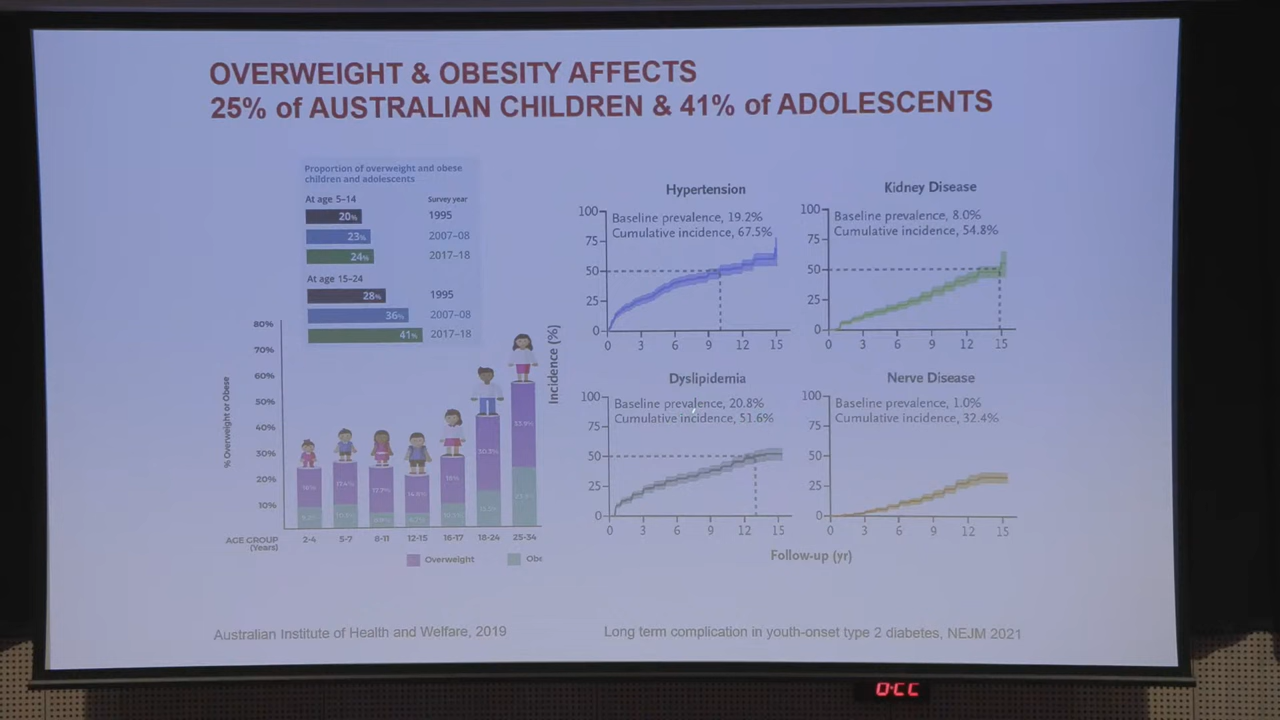 OVERWEIGHT & OBESITY AFFECTS
25% of AUSTRALIAN CHILDREN & 41% of ADOLESCENTS
Proportion of overweight and obese
children and adolescents
At age 5–14
Survey year
20%
1995
23%
2007–08
24%
2017–18
At age 15–24
28%
1995
36%
2007–08
41%
2017–18
% Overweight or Obese
80%
70%
60%
50%
40%
30%
20%
10%
AGE GROUP
(Years)
2-4
5-7
8-11
12-15
16-17
18-24
25-34
Overweight
Obe
Incidence (%)
Hypertension
Baseline prevalence, 19.2%
Cumulative incidence, 67.5%
100
75
50
25
0
0 3 6 9 12 15
Kidney Disease
Baseline prevalence, 8.0%
Cumulative incidence, 54.8%
100
75
50
25
0
0 3 6 9 12 15
Dyslipidemia
Baseline prevalence, 20.8%
Cumulative incidence, 51.6%
100
75
50
25
0
0 3 6 9 12 15
Nerve Disease
Baseline prevalence, 1.0%
Cumulative incidence, 32.4%
100
75
50
25
0
0 3 6 9 12 15
Follow-up (yr)
Australian Institute of Health and Welfare, 2019
Long term complication in youth-onset type 2 diabetes, NEJM 2021